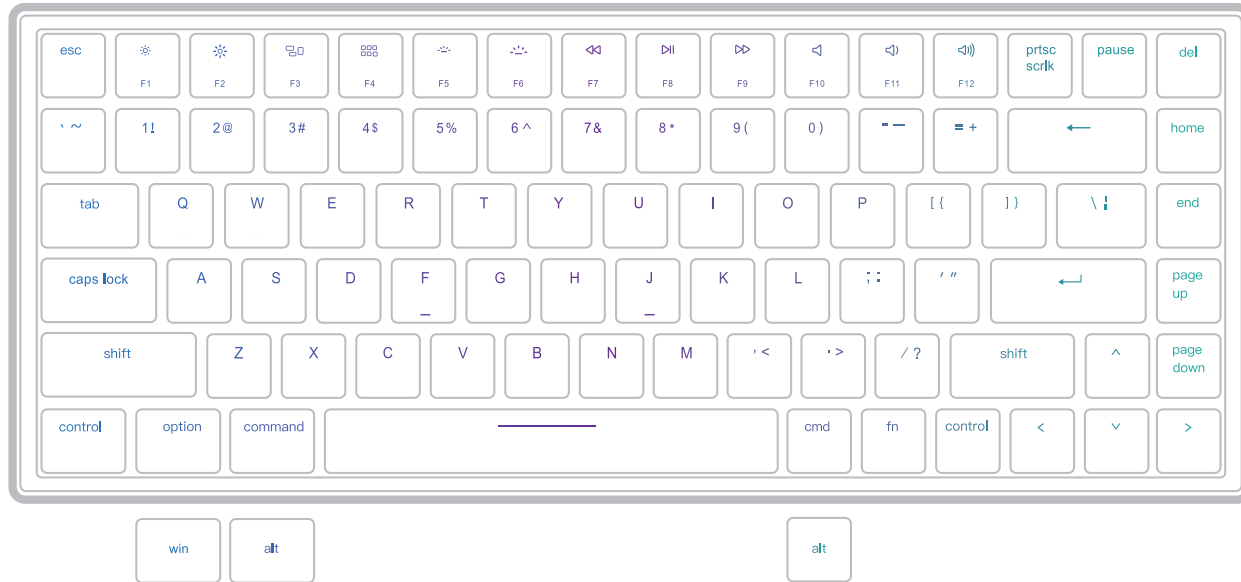 esc prtsc pause del
scrlk
F1 F2 F3 F4 F5 F6 F7 F8 F9 F10 F11 F12
` ~ 1! 2@ 3# 4$ 5% 6^ 7& 8* 9( 0) - — = + ← home
tab Q W E R T Y U I O P [ { ] } \ ¦ end
caps lock A S D F G H J K L ; : ' " page up
shift Z X C V B N M , < . > / ? shift ^ page down
control option command cmd fn control < ˅ >
win alt alt